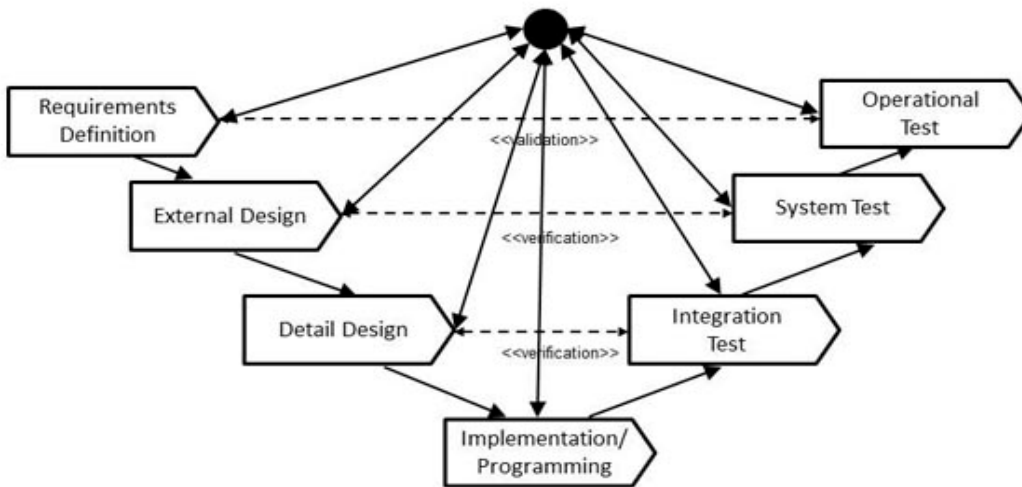 Requirements
Definition
Operational
Test
<<validation>>
External Design
System Test
<<verification>>
Detail Design
Integration
Test
<<verification>>
Implementation/
Programming